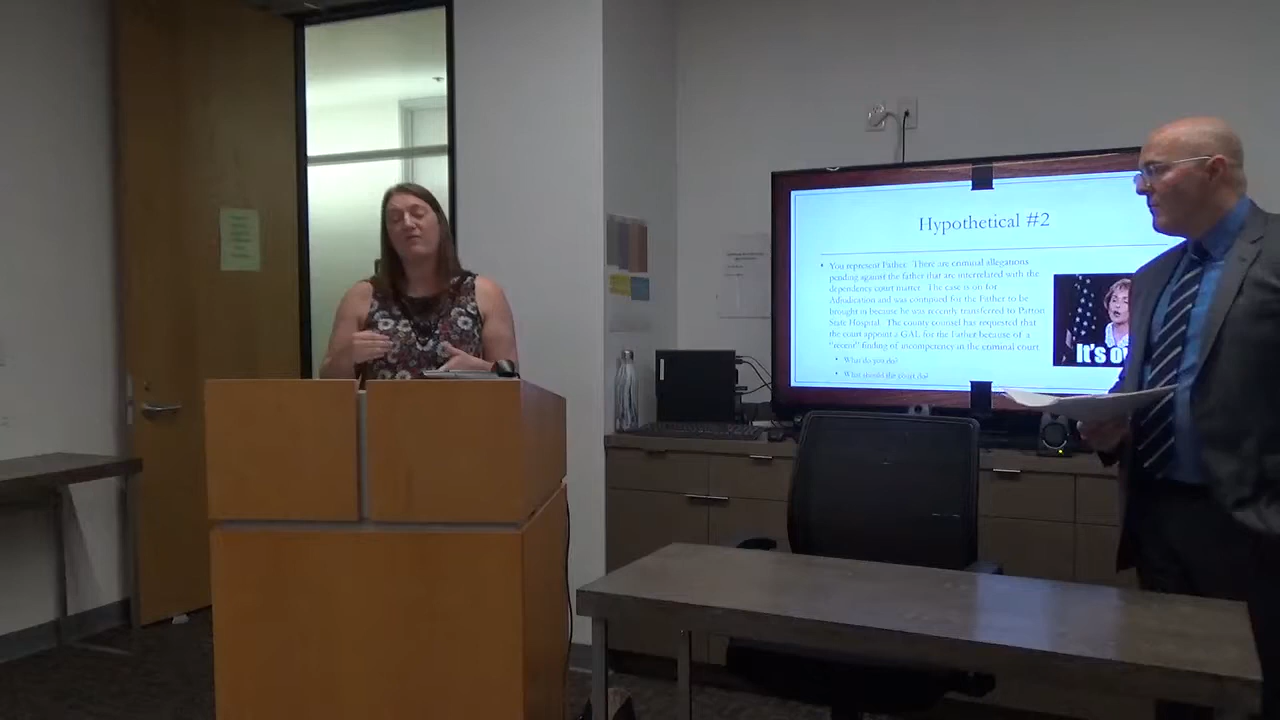 Hypothetical #2
You represent Father. There are criminal allegations
pending against the father that are interrelated with the
dependency court matter. The case is on for
Adjudication and was continued for the Father to be
brought in because he was recently transferred to Patton
State Hospital. The county counsel has requested that
the court appoint a GAL for the Father because of a
"recent" finding of incompetency in the criminal court
What do you do?
What should the court do?
It's